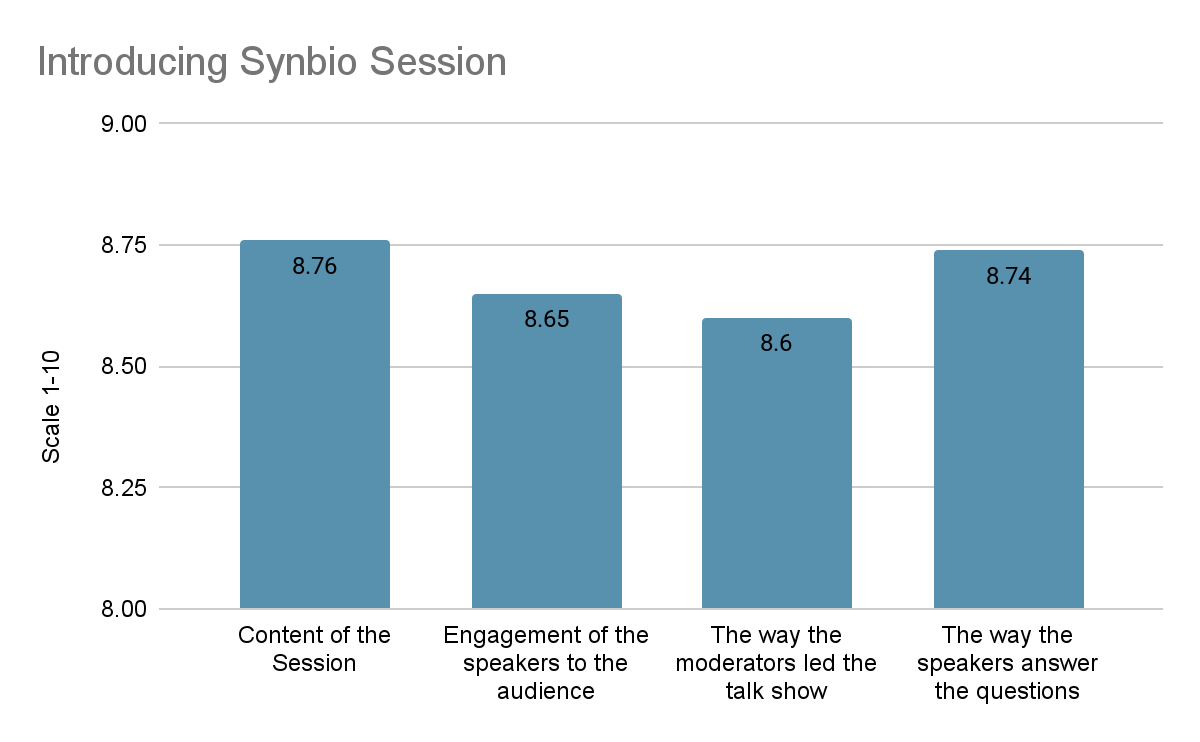 Introducing Synbio Session
9.00
8.75
8.50
8.25
8.00
Scale 1-10
8.76
8.65
8.6
8.74
Content of the
Session
Engagement of the
speakers to the
audience
The way the
moderators led the
talk show
The way the
speakers answer
the questions